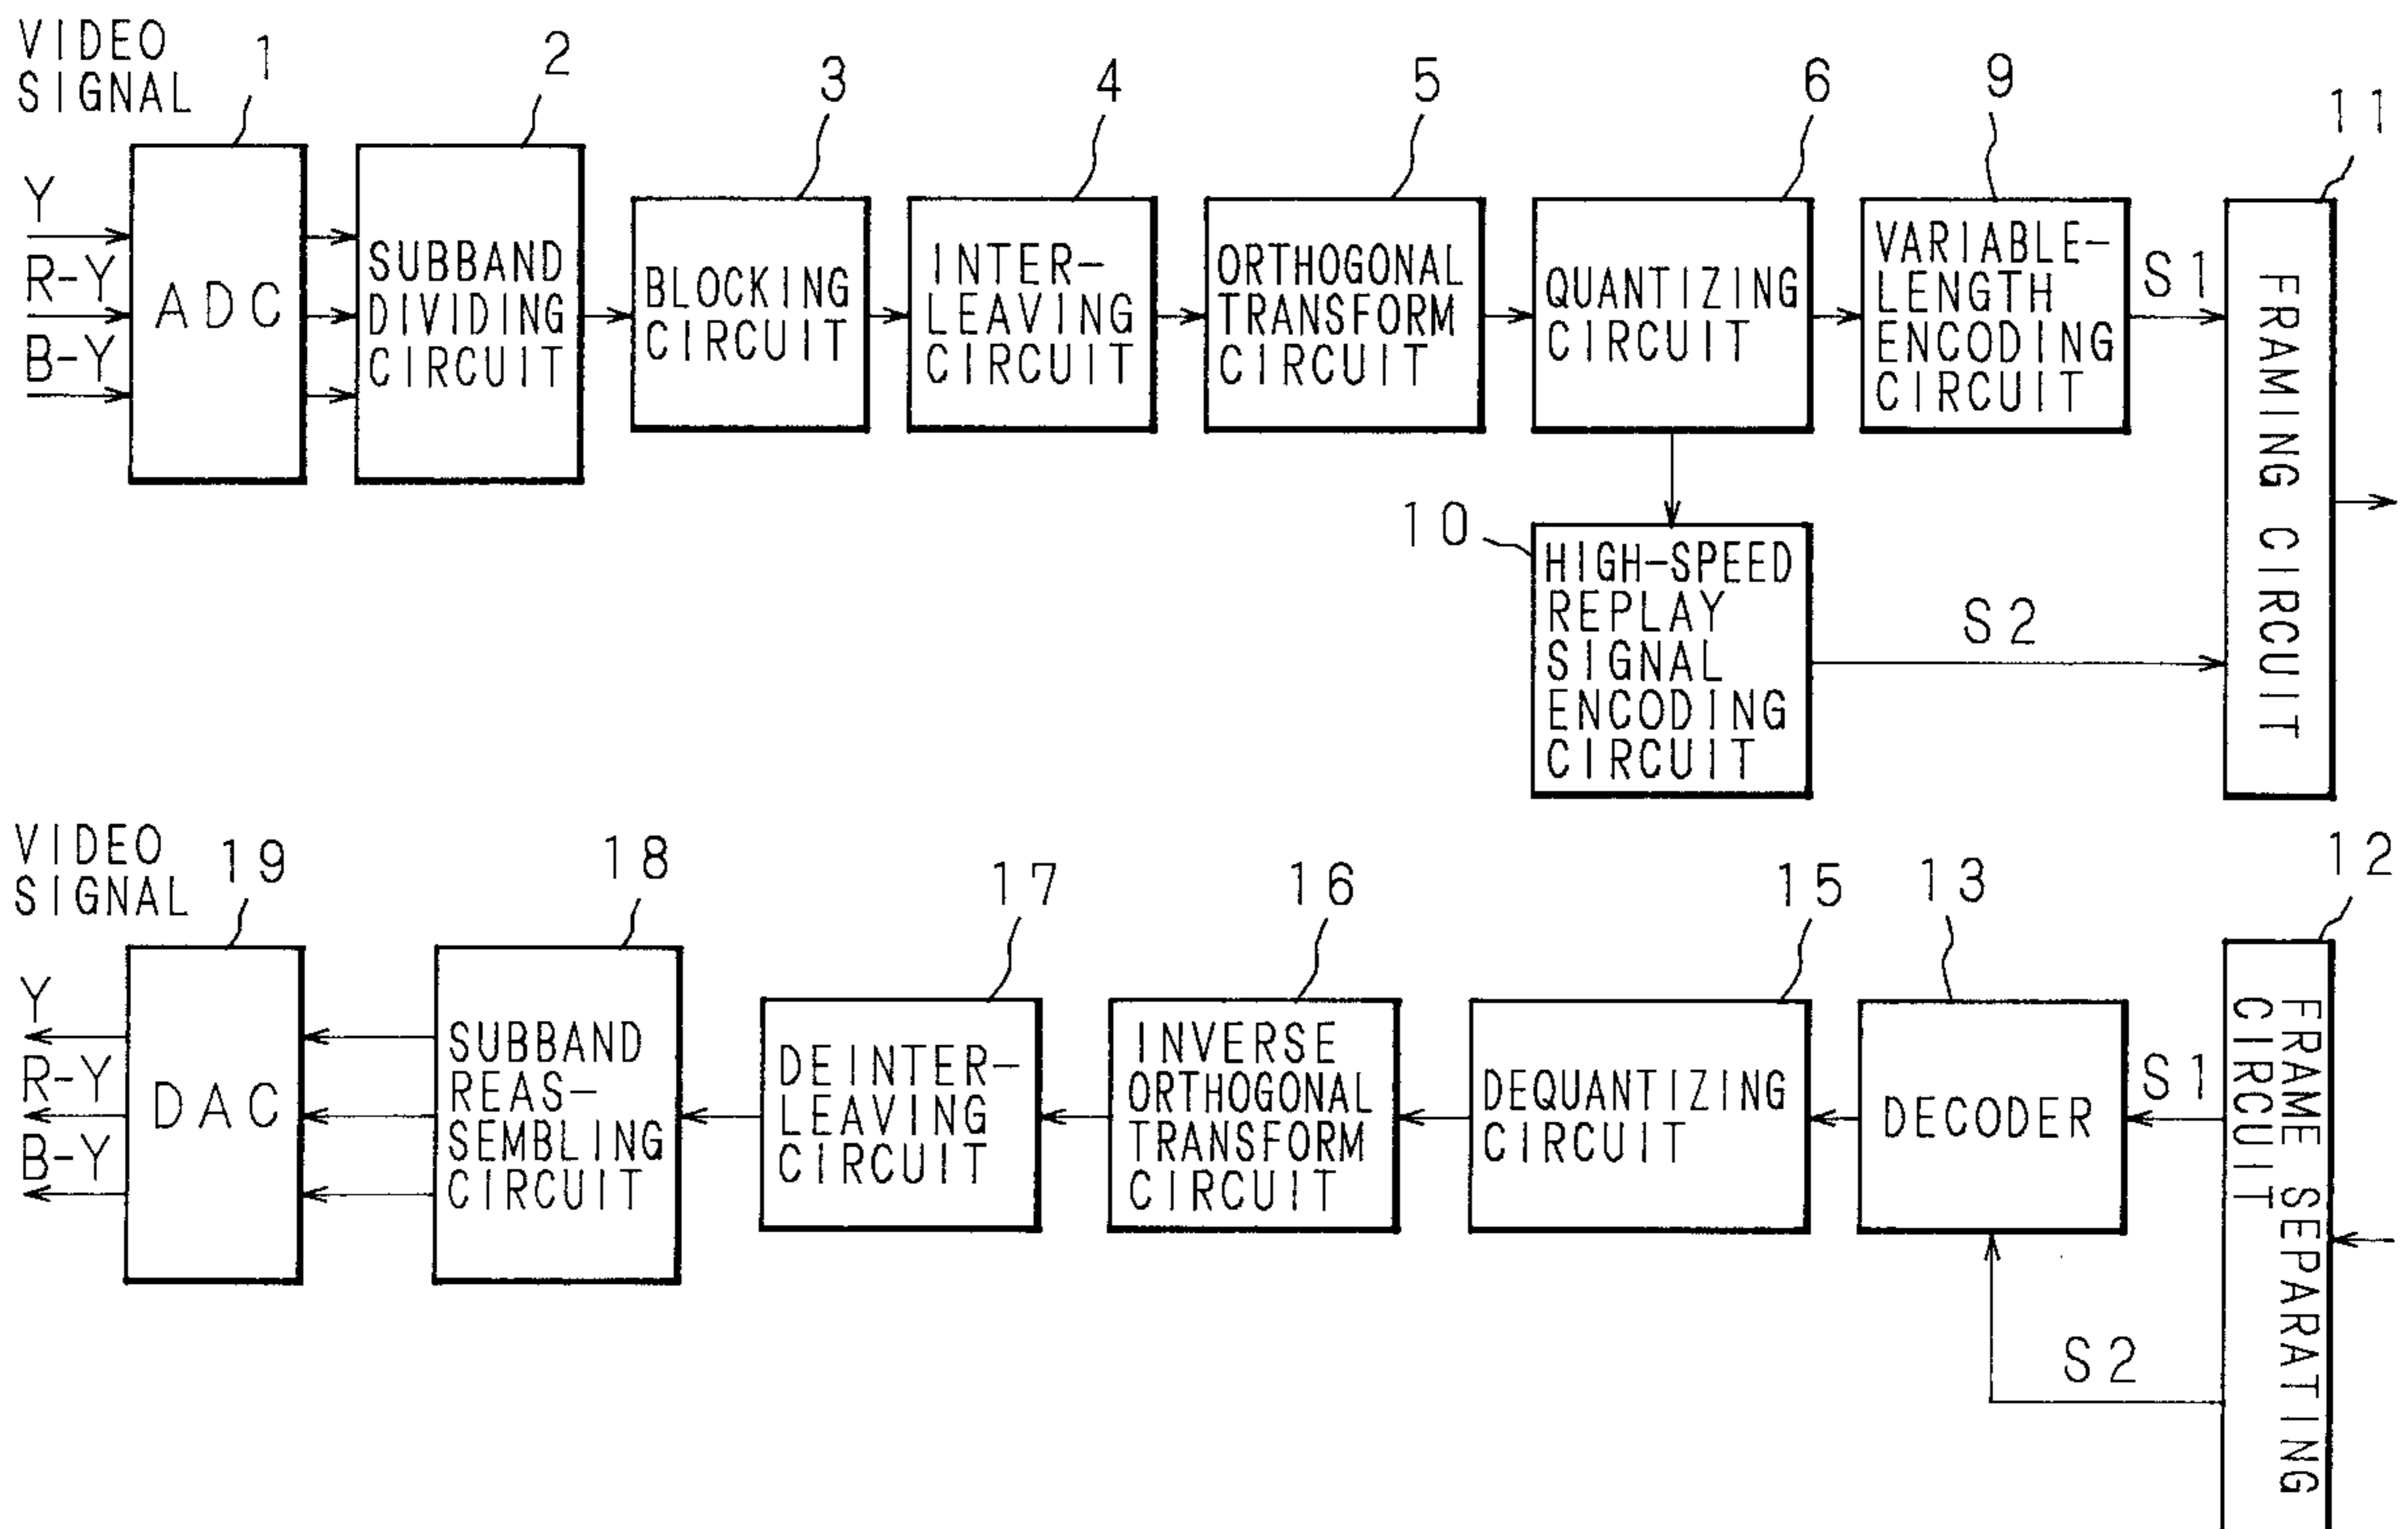 VIDEO
SIGNAL
1
2
3
4
5
6
9
11
Y
R-Y
B-Y
ADC
SUBBAND
DIVIDING
CIRCUIT
BLOCKING
CIRCUIT
INTER-
LEAVING
CIRCUIT
ORTHOGONAL
TRANSFORM
CIRCUIT
QUANTIZING
CIRCUIT
VARIABLE-
LENGTH
ENCODING
CIRCUIT
S1
FRAMING CIRCUIT
10
HIGH-SPEED
REPLAY
SIGNAL
ENCODING
CIRCUIT
S2
VIDEO
SIGNAL
19
18
17
16
15
13
12
Y
R-Y
B-Y
DAC
SUBBAND
REAS-
SEMBLING
CIRCUIT
DEINTER-
LEAVING
CIRCUIT
INVERSE
ORTHOGONAL
TRANSFORM
CIRCUIT
DEQUANTIZING
CIRCUIT
DECODER
S1
S2
FRAME SEPARATING
CIRCUIT